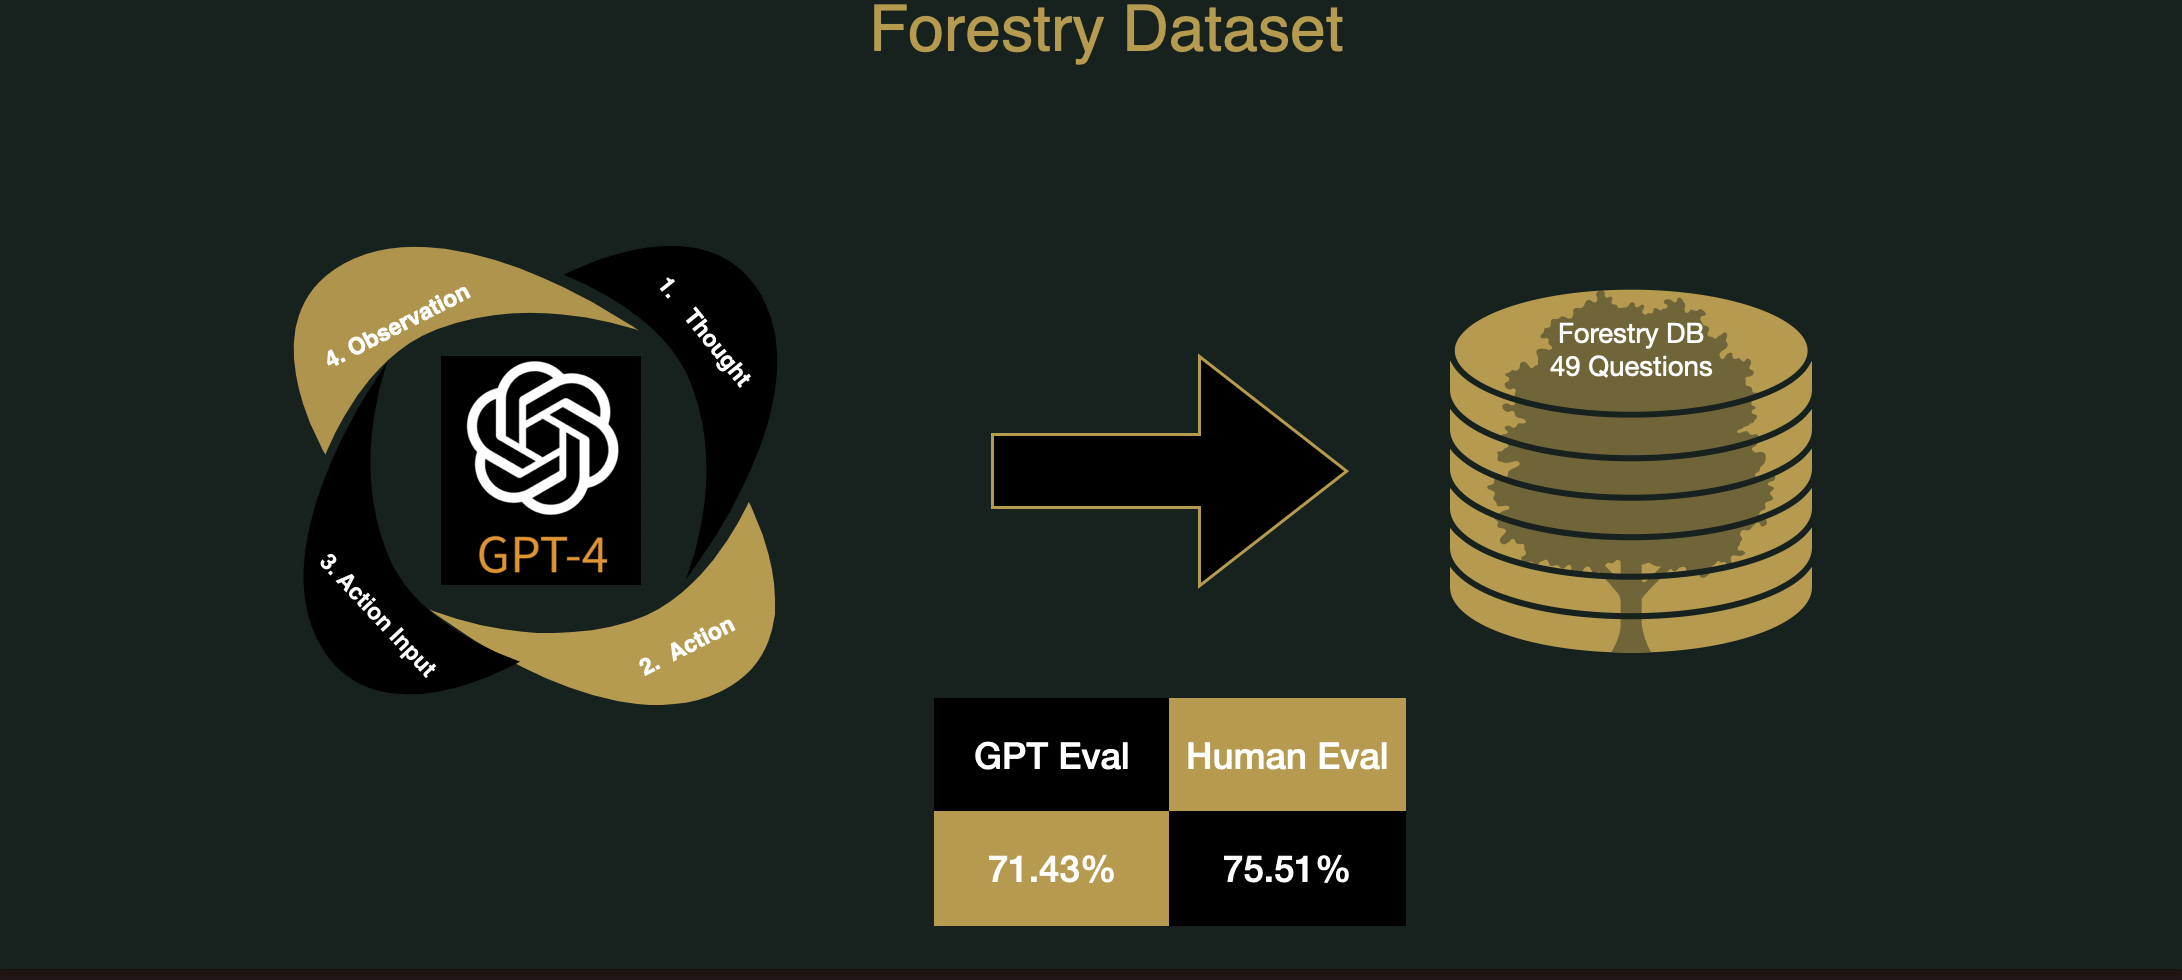 Forestry Dataset
1. Thought
2. Action
3. Action Input
4. Observation
GPT-4
Forestry DB
49 Questions
GPT Eval Human Eval
71.43% 75.51%